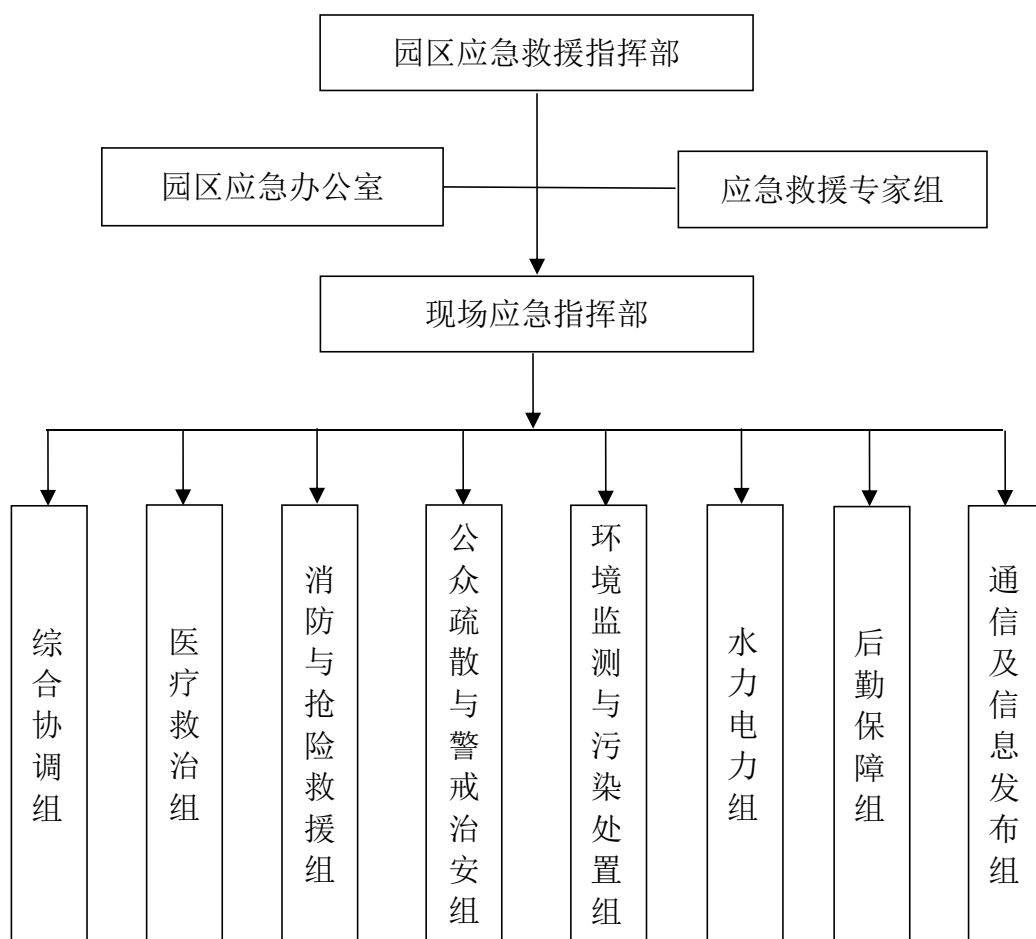 园区应急救援指挥部
园区应急办公室
应急救援专家组
现场应急指挥部
综合协调组
医疗救治组
消防与抢险救援组
公众疏散与警戒治安组
环境监测与污染处置组
水力电力组
后勤保障组
通信及信息发布组